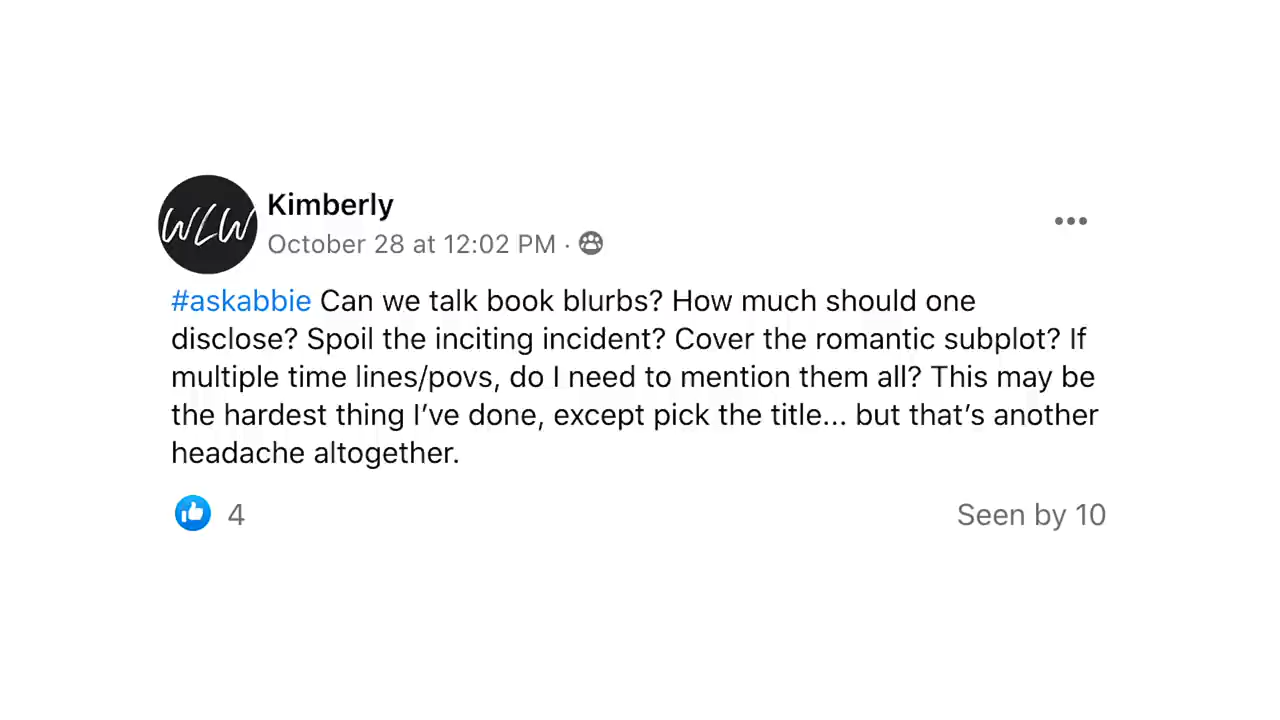 WLW
Kimberly
October 28 at 12:02 PM ·
#askabbie Can we talk book blurbs? How much should one
disclose? Spoil the inciting incident? Cover the romantic subplot? If
multiple time lines/povs, do I need to mention them all? This may be
the hardest thing I’ve done, except pick the title... but that’s another
headache altogether.
4
Seen by 10